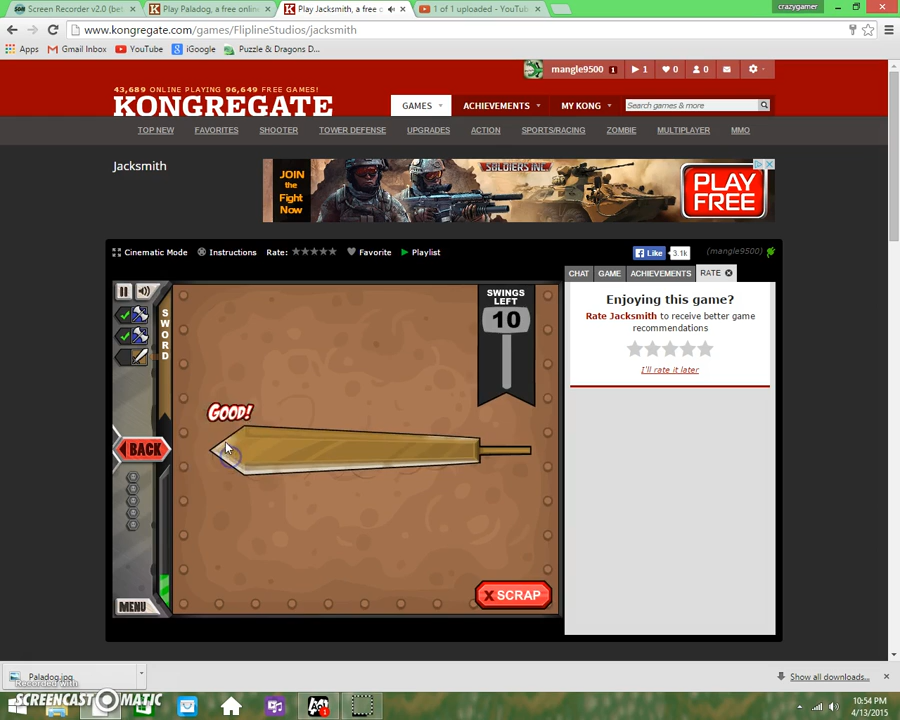 crazygamer
Screen Recorder v2.0 (bet
Play Paladog, a free onlin
Play Jacksmith, a free o
1 of 1 uploaded - YouTub
www.kongregate.com/games/FliplineStudios/jacksmith
Apps
Gmail Inbox
YouTube
iGoogle
Puzzle & Dragons D...
mangle9500 1
1
0
0
43,689 ONLINE PLAYING 96,649 FREE GAMES!
KONGREGATE
GAMES
ACHIEVEMENTS
MY KONG
Search games & more
TOP NEW
FAVORITES
SHOOTER
TOWER DEFENSE
UPGRADES
ACTION
SPORTS/RACING
ZOMBIE
MULTIPLAYER
MMO
Jacksmith
JOIN
the
Fight
Now
SOLDIERS INC.
PLAY
FREE
Cinematic Mode
Instructions
Rate:
Favorite
Playlist
Like
3.1k
(mangle9500)
CHAT
GAME
ACHIEVEMENTS
RATE
Enjoying this game?
Rate Jacksmith to receive better game
recommendations
I'll rate it later
SWORD
SWINGS
LEFT
10
GOOD!
BACK
MENU
X SCRAP
Paladog.jpg
Show all downloads...
Recorded with
SCREENCAST-O-MATIC
1
10:54 PM
4/13/2015